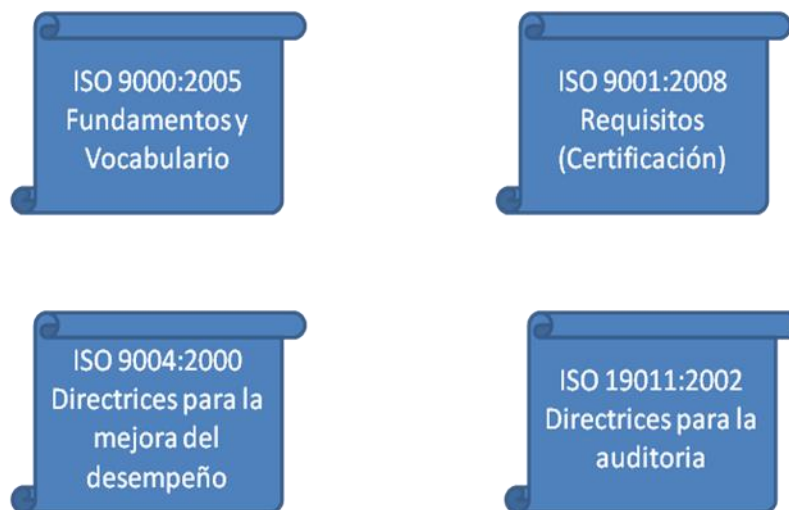 ISO 9000:2005
Fundamentos y
Vocabulario
ISO 9001:2008
Requisitos
(Certificación)
ISO 9004:2000
Directrices para la
mejora del
desempeño
ISO 19011:2002
Directrices para la
auditoria